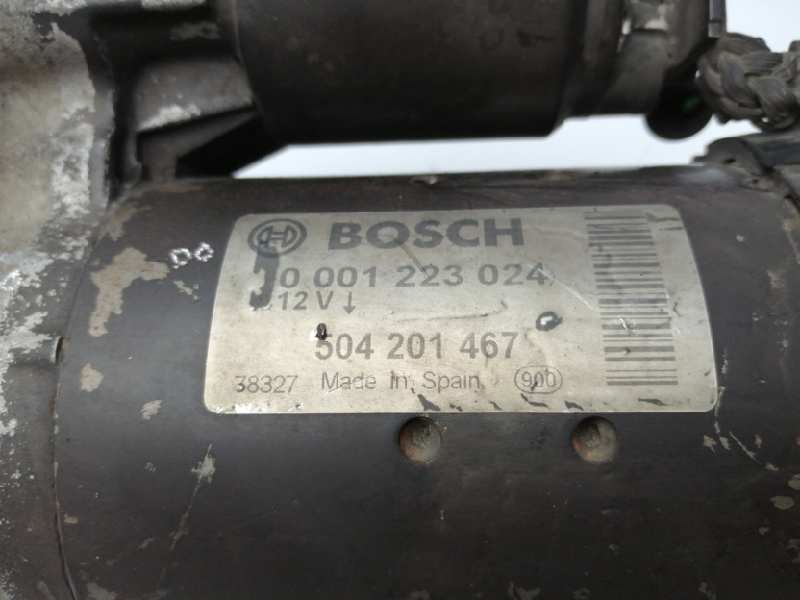 BOSCH
0 001 223 024
12 V ↓
504 201 467
38327 Made in Spain 900